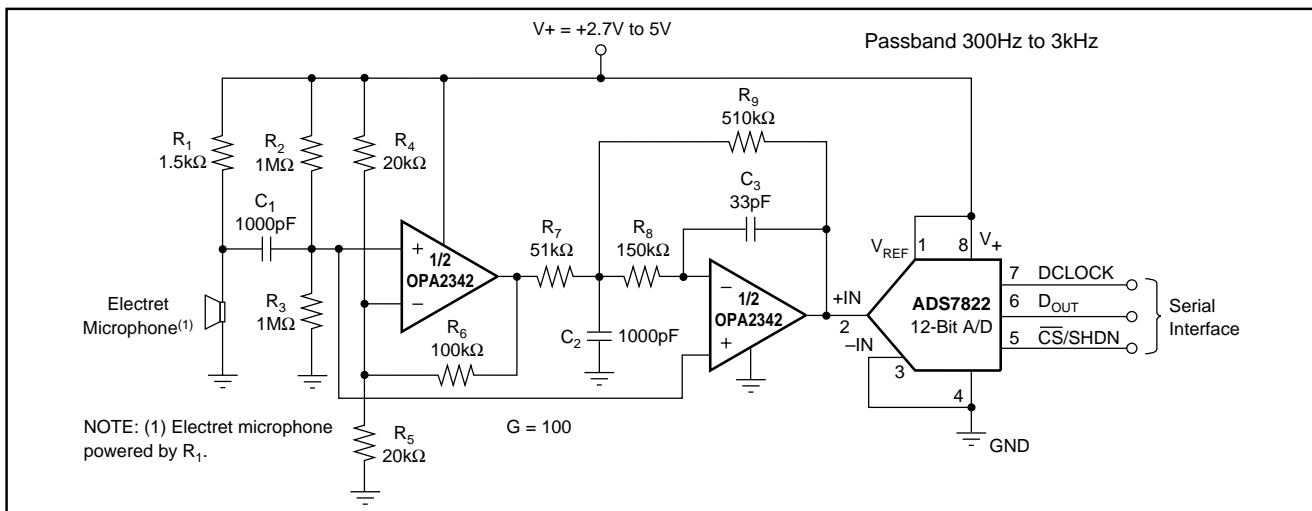 V+ = +2.7V to 5V
Passband 300Hz to 3kHz
R1
1.5kΩ
R2
1MΩ
R4
20kΩ
R9
510kΩ
C3
33pF
C1
1000pF
R7
51kΩ
R8
150kΩ
+
1/2
OPA2342
–
–
1/2
OPA2342
+
VREF
1
8
V+
7 DCLOCK
6 DOUT
5 CS/SHDN
ADS7822
12-Bit A/D
+IN
2
–IN
3
4
Serial
Interface
Electret
Microphone(1)
R3
1MΩ
R6
100kΩ
C2
1000pF
R5
20kΩ
G = 100
GND
NOTE: (1) Electret microphone
powered by R1.